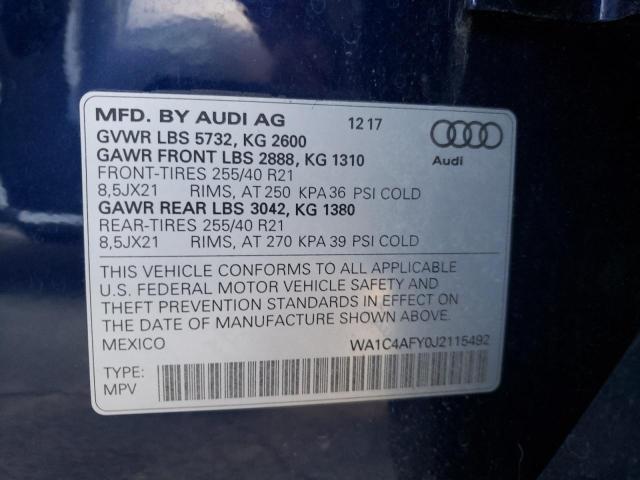 MFD. BY AUDI AG 12 17
GVWR LBS 5732, KG 2600
GAWR FRONT LBS 2888, KG 1310
FRONT-TIRES 255/40 R21
8,5JX21 RIMS, AT 250 KPA 36 PSI COLD
GAWR REAR LBS 3042, KG 1380
REAR-TIRES 255/40 R21
8,5JX21 RIMS, AT 270 KPA 39 PSI COLD
Audi
THIS VEHICLE CONFORMS TO ALL APPLICABLE
U.S. FEDERAL MOTOR VEHICLE SAFETY AND
THEFT PREVENTION STANDARDS IN EFFECT ON
THE DATE OF MANUFACTURE SHOWN ABOVE.
MEXICO WA1C4AFY0J2115492
TYPE:
MPV